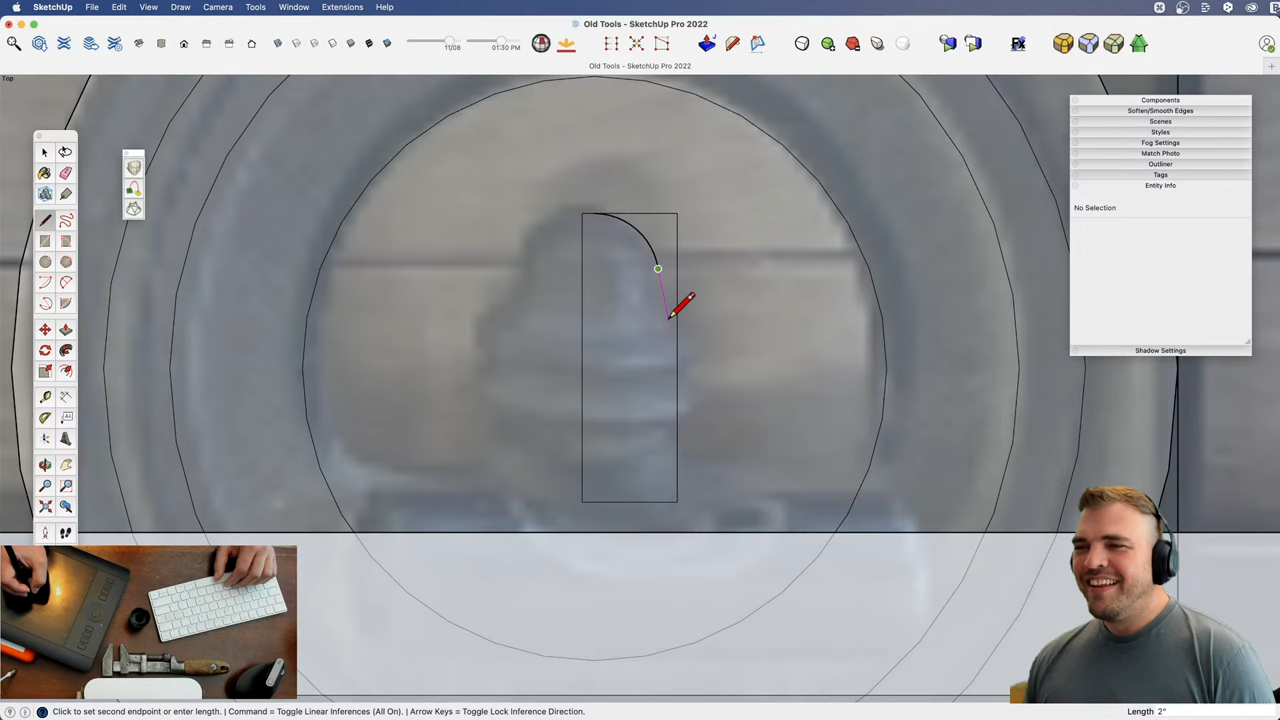 SketchUp File Edit View Draw Camera Tools Window Extensions Help
Old Tools - SketchUp Pro 2022
11/08 01:30 PM
Old Tools - SketchUp Pro 2022
Top
Components
Soften/Smooth Edges
Scenes
Styles
Fog Settings
Match Photo
Outliner
Tags
Entity Info
No Selection
Shadow Settings
Click to set second endpoint or enter length. | Command = Toggle Linear Inferences (All On). | Arrow Keys = Toggle Lock Inference Direction.
Length 2"